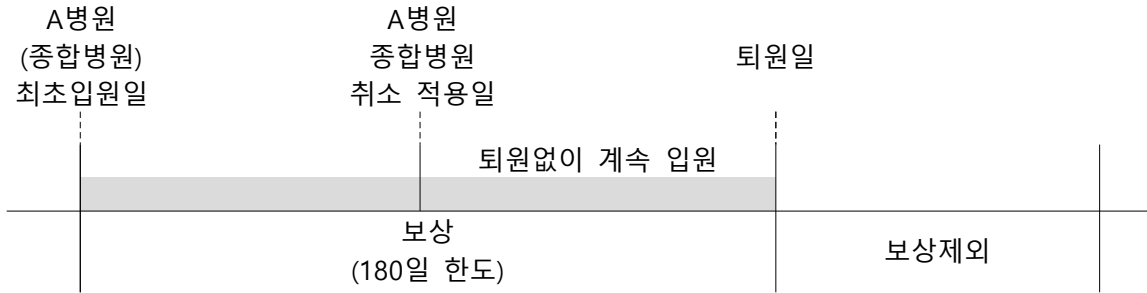 A병원
(종합병원)
최초입원일
A병원
종합병원
취소 적용일
퇴원일
퇴원없이 계속 입원
보상
(180일 한도)
보상제외